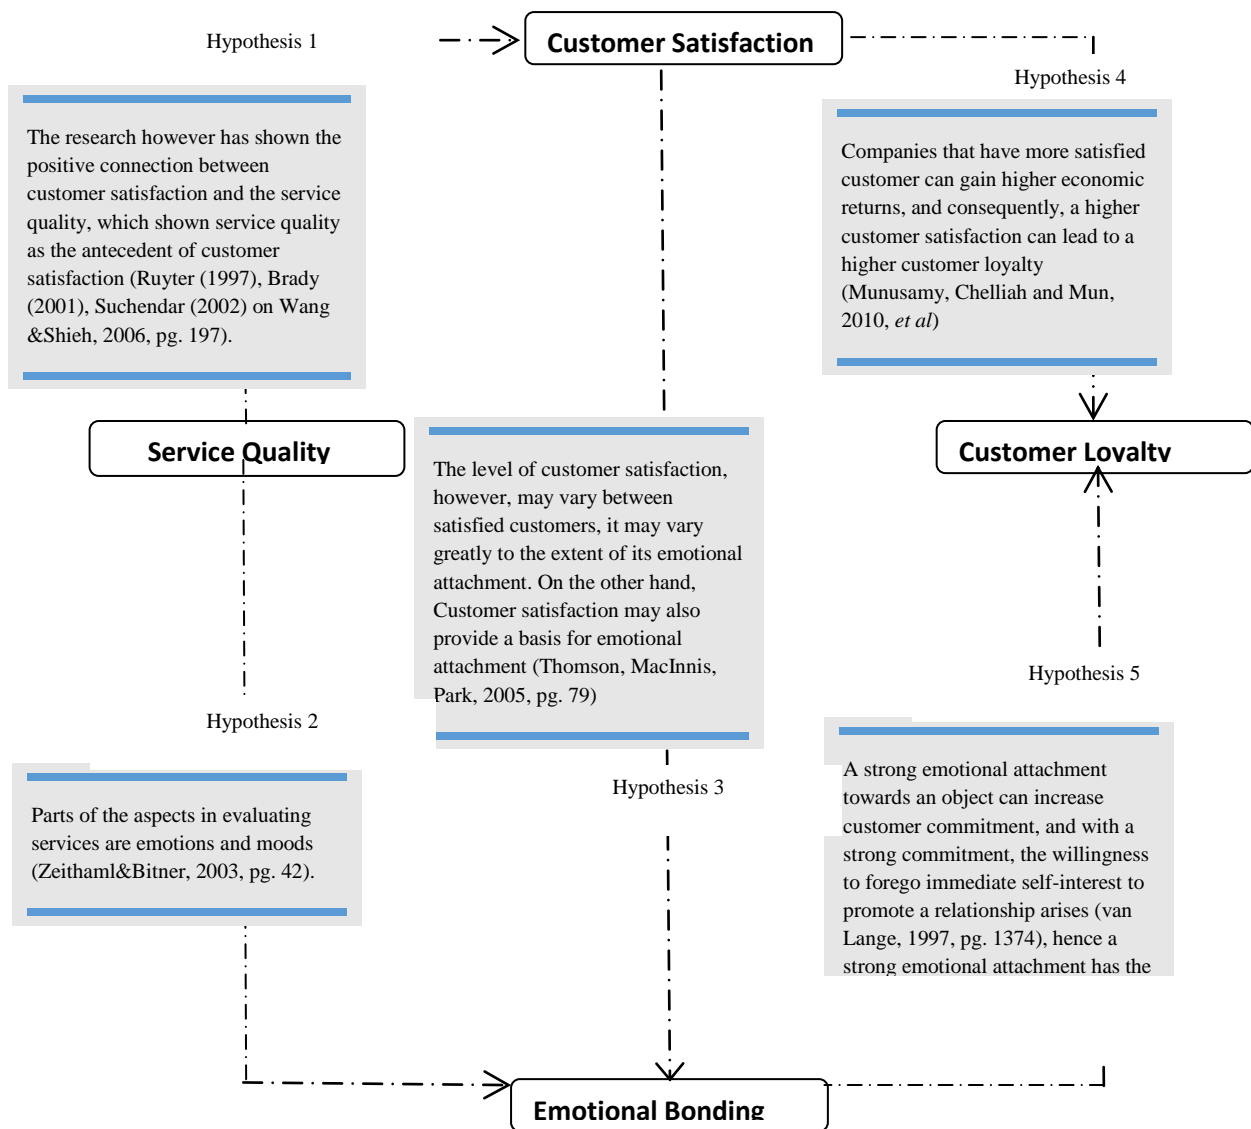 Hypothesis 1
Customer Satisfaction
Hypothesis 4
The research however has shown the
positive connection between
customer satisfaction and the service
quality, which shown service quality
as the antecedent of customer
satisfaction (Ruyter (1997), Brady
(2001), Suchendar (2002) on Wang
&Shieh, 2006, pg. 197).
Companies that have more satisfied
customer can gain higher economic
returns, and consequently, a higher
customer satisfaction can lead to a
higher customer loyalty
(Munusamy, Chelliah and Mun,
2010, et al)
Service Quality
The level of customer satisfaction,
however, may vary between
satisfied customers, it may vary
greatly to the extent of its emotional
attachment. On the other hand,
Customer satisfaction may also
provide a basis for emotional
attachment (Thomson, MacInnis,
Park, 2005, pg. 79)
Customer Loyalty
Hypothesis 2
Hypothesis 3
Hypothesis 5
Parts of the aspects in evaluating
services are emotions and moods
(Zeithaml&Bitner, 2003, pg. 42).
A strong emotional attachment
towards an object can increase
customer commitment, and with a
strong commitment, the willingness
to forego immediate self-interest to
promote a relationship arises (van
Lange, 1997, pg. 1374), hence a
strong emotional attachment has the
Emotional Bonding